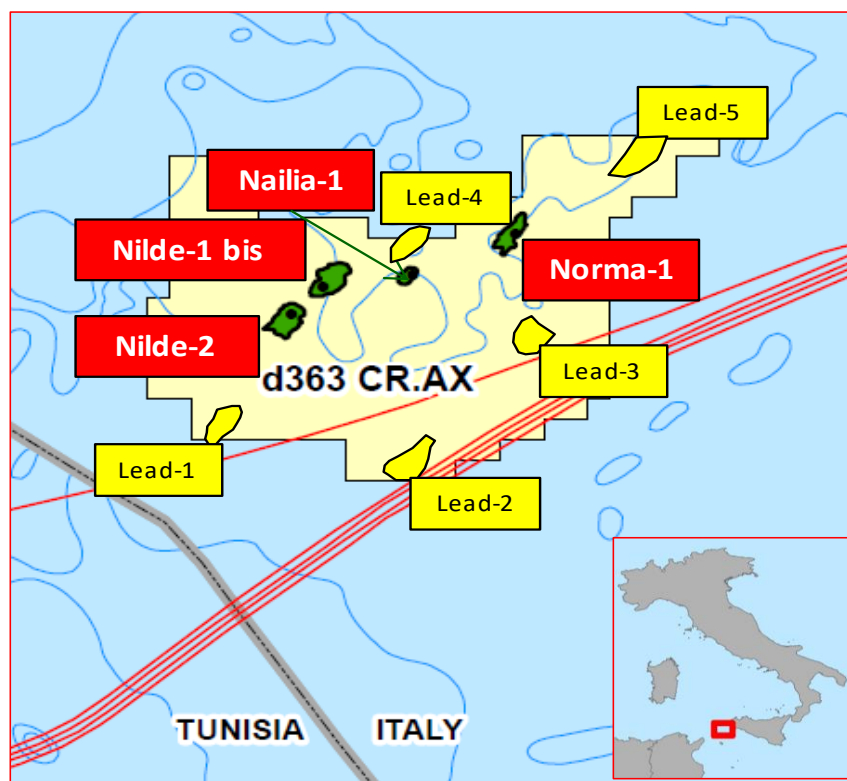 Lead-5
Nailia-1
Lead-4
Nilde-1 bis
Norma-1
Nilde-2
Lead-3
d363 CR.AX
Lead-1
Lead-2
TUNISIA
ITALY